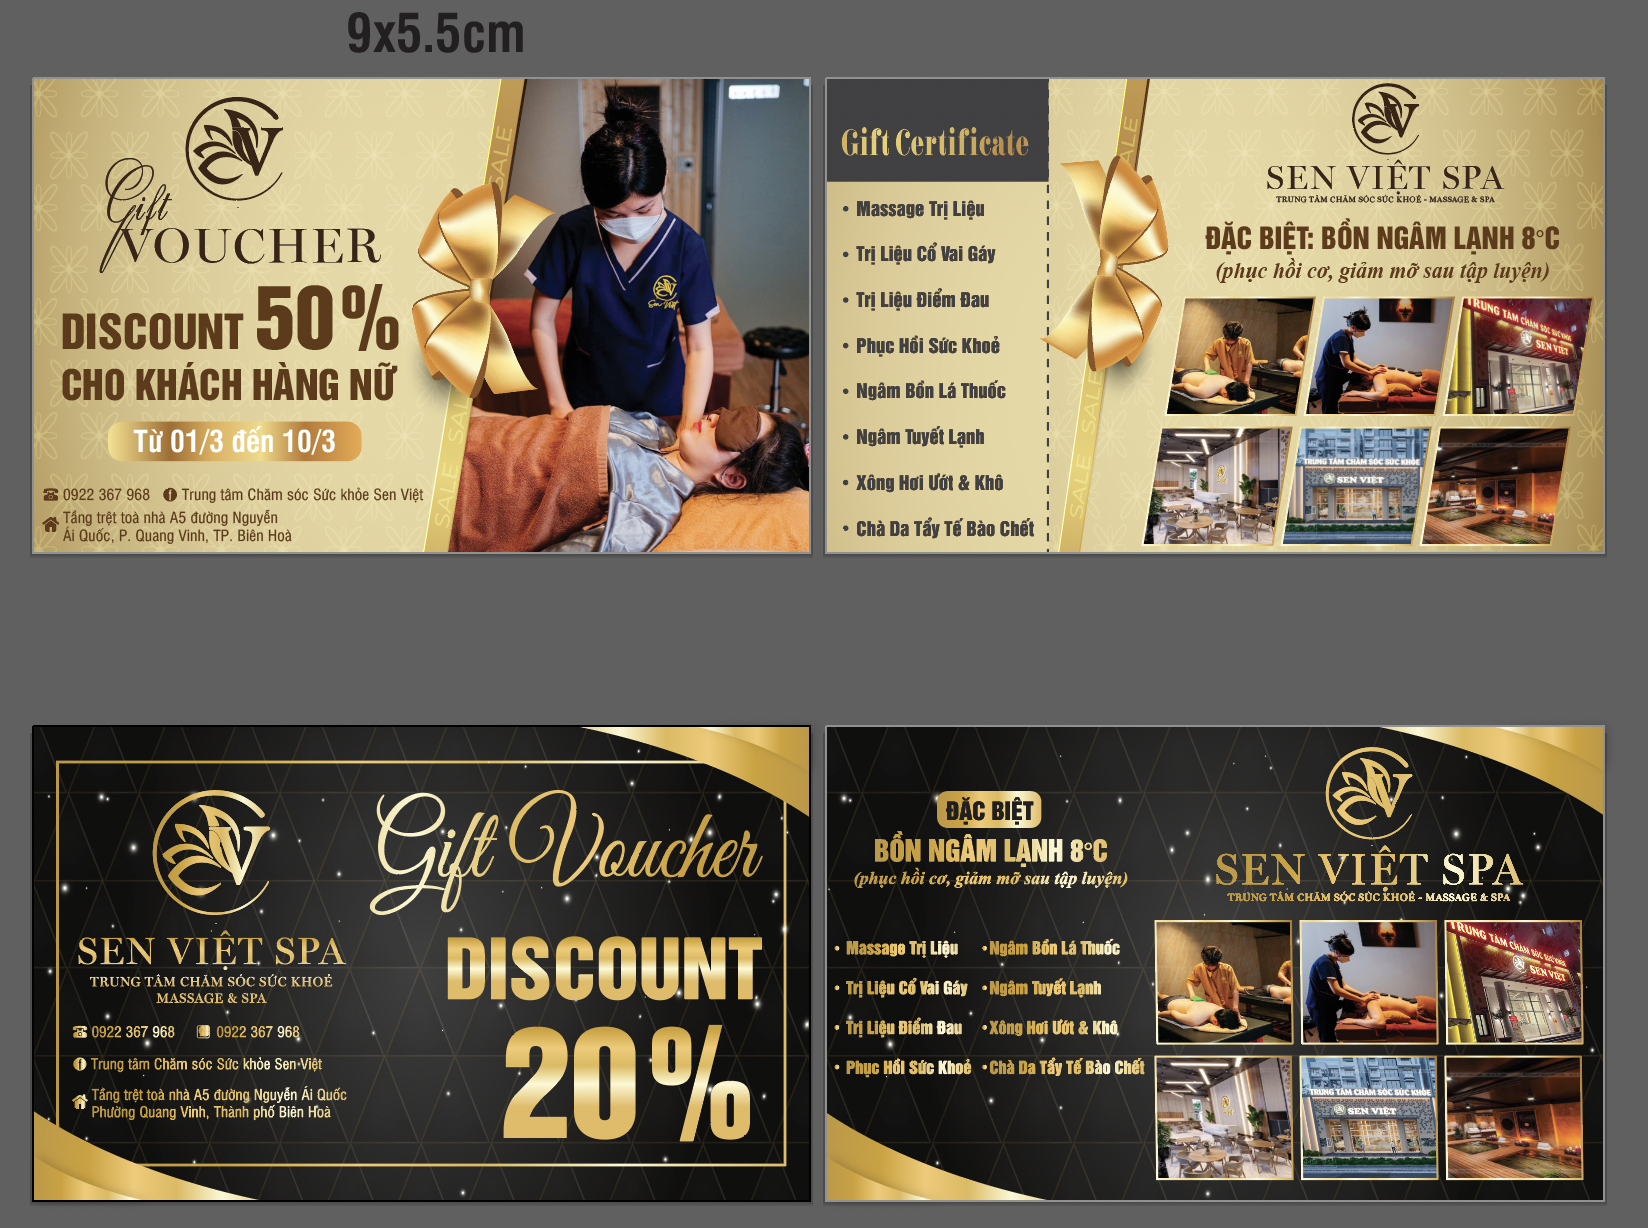 9x5.5cm
Gift
VOUCHER
DISCOUNT 50%
CHO KHÁCH HÀNG NỮ
Từ 01/3 đến 10/3
0922 367 968 Trung tâm Chăm sóc Sức khỏe Sen Việt
Tầng trệt toà nhà A5 đường Nguyễn
Ái Quốc, P. Quang Vinh, TP. Biên Hoà
SALE
SALE SALE
Sen Việt
Gift Certificate
• Massage Trị Liệu
• Trị Liệu Cổ Vai Gáy
• Trị Liệu Điểm Đau
• Phục Hồi Sức Khoẻ
• Ngâm Bồn Lá Thuốc
• Ngâm Tuyết Lạnh
• Xông Hơi Ướt & Khô
• Chà Da Tẩy Tế Bào Chết
SALE
SALE SALE
SEN VIỆT SPA
TRUNG TÂM CHĂM SÓC SỨC KHOẺ - MASSAGE & SPA
ĐẶC BIỆT: BỒN NGÂM LẠNH 8°C
(phục hồi cơ, giảm mỡ sau tập luyện)
TRUNG TÂM CHĂM SÓC SỨC KHOẺ
SEN VIỆT
TRUNG TÂM CHĂM SÓC SỨC KHOẺ
SEN VIỆT
Gift Voucher
SEN VIỆT SPA
TRUNG TÂM CHĂM SÓC SỨC KHOẺ
MASSAGE & SPA
0922 367 968 0922 367 968
Trung tâm Chăm sóc Sức khỏe Sen Việt
Tầng trệt toà nhà A5 đường Nguyễn Ái Quốc
Phường Quang Vinh, Thành phố Biên Hoà
DISCOUNT
20%
ĐẶC BIỆT
BỒN NGÂM LẠNH 8°C
(phục hồi cơ, giảm mỡ sau tập luyện)
• Massage Trị Liệu •Ngâm Bồn Lá Thuốc
• Trị Liệu Cổ Vai Gáy •Ngâm Tuyết Lạnh
• Trị Liệu Điểm Đau •Xông Hơi Ướt & Khô
• Phục Hồi Sức Khoẻ •Chà Da Tẩy Tế Bào Chết
SEN VIỆT SPA
TRUNG TÂM CHĂM SÓC SỨC KHOẺ - MASSAGE & SPA
TRUNG TÂM CHĂM SÓC SỨC KHOẺ
SEN VIỆT
TRUNG TÂM CHĂM SÓC SỨC KHOẺ
SEN VIỆT